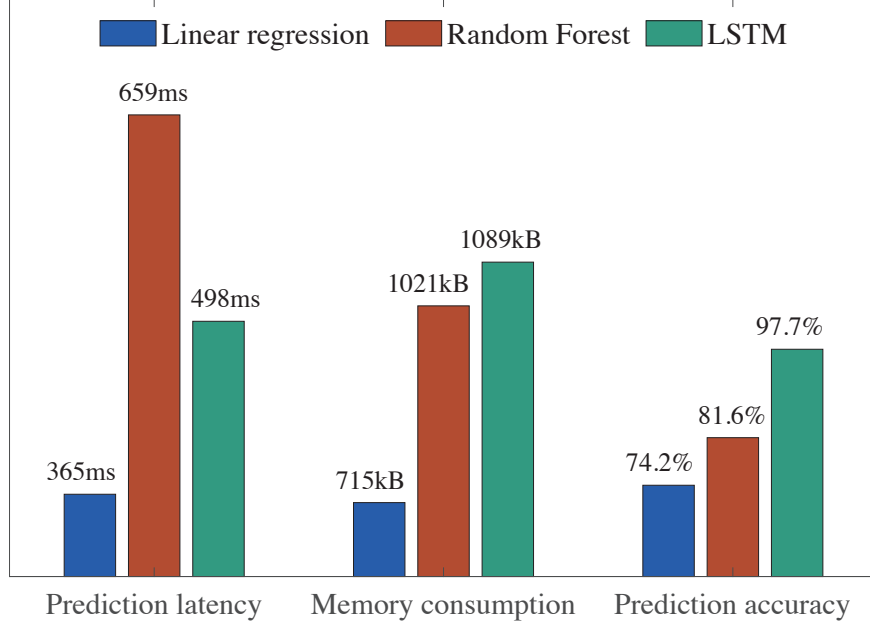 Linear regression Random Forest LSTM
659ms
1089kB
498ms
1021kB
97.7%
81.6%
365ms
715kB
74.2%
Prediction latency Memory consumption Prediction accuracy